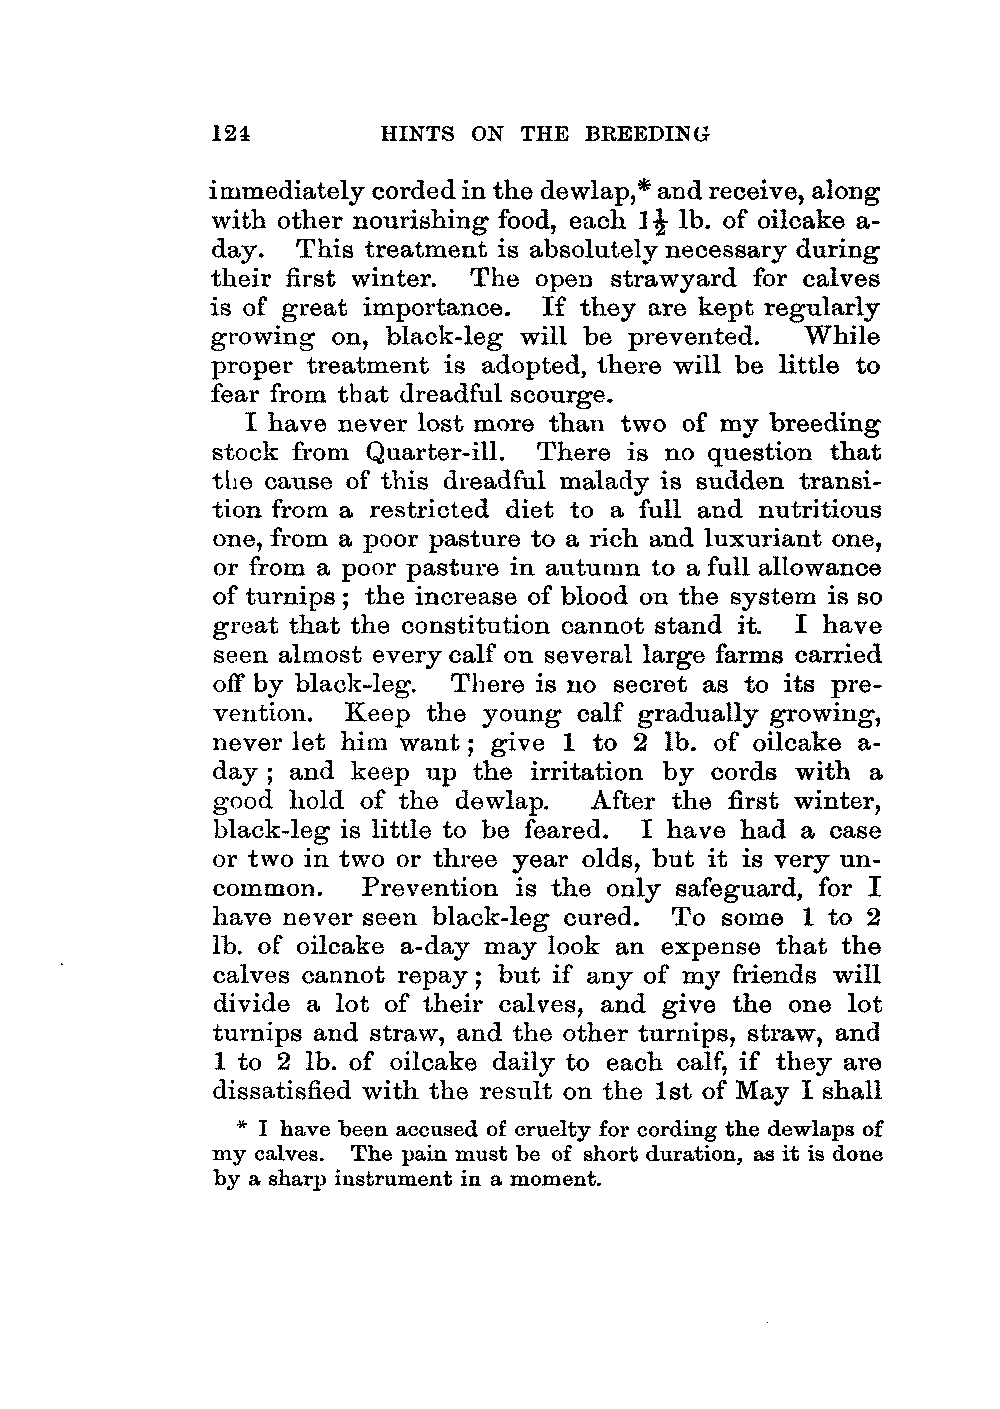 124 HINTS ON THE BREEDING
immediately corded in the dewlap,* and receive, along
with other nourishing food, each 1½ lb. of oilcake a-
day. This treatment is absolutely necessary during
their first winter. The open strawyard for calves
is of great importance. If they are kept regularly
growing on, black-leg will be prevented. While
proper treatment is adopted, there will be little to
fear from that dreadful scourge.
I have never lost more than two of my breeding
stock from Quarter-ill. There is no question that
the cause of this dreadful malady is sudden transi-
tion from a restricted diet to a full and nutritious
one, from a poor pasture to a rich and luxuriant one,
or from a poor pasture in autumn to a full allowance
of turnips; the increase of blood on the system is so
great that the constitution cannot stand it. I have
seen almost every calf on several large farms carried
off by black-leg. There is no secret as to its pre-
vention. Keep the young calf gradually growing,
never let him want; give 1 to 2 lb. of oilcake a-
day; and keep up the irritation by cords with a
good hold of the dewlap. After the first winter,
black-leg is little to be feared. I have had a case
or two in two or three year olds, but it is very un-
common. Prevention is the only safeguard, for I
have never seen black-leg cured. To some 1 to 2
lb. of oilcake a-day may look an expense that the
calves cannot repay; but if any of my friends will
divide a lot of their calves, and give the one lot
turnips and straw, and the other turnips, straw, and
1 to 2 lb. of oilcake daily to each calf, if they are
dissatisfied with the result on the 1st of May I shall
* I have been accused of cruelty for cording the dewlaps of
my calves. The pain must be of short duration, as it is done
by a sharp instrument in a moment.